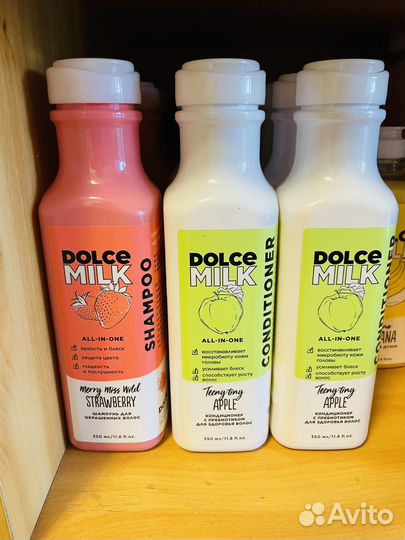 DOLCE
MILK
SHAMPOO
ALL-IN-ONE
яркость и блеск
защита цвета
гладкость
и послушность
Merry Miss Wild
STRAWBERRY
ШАМПУНЬ ДЛЯ
ОКРАШЕННЫХ ВОЛОС
350 мл/11.8 fl.oz.
DOLCE
MILK
CONDITIONER
ALL-IN-ONE
восстанавливает
микробиоту кожи
головы
усиливает блеск
способствует росту
волос
Teeny-tiny
APPLE
КОНДИЦИОНЕР
С ПРЕБИОТИКОМ
ДЛЯ ЗДОРОВЬЯ ВОЛОС
350 мл/11.8 fl.oz.
DOLCE
MILK
CONDITIONER
ALL-IN-ONE
восстанавливает
микробиоту кожи
головы
усиливает блеск
способствует росту
волос
Teeny-tiny
APPLE
КОНДИЦИОНЕР
С ПРЕБИОТИКОМ
ДЛЯ ЗДОРОВЬЯ ВОЛОС
350 мл/11.8 fl.oz.
Avito